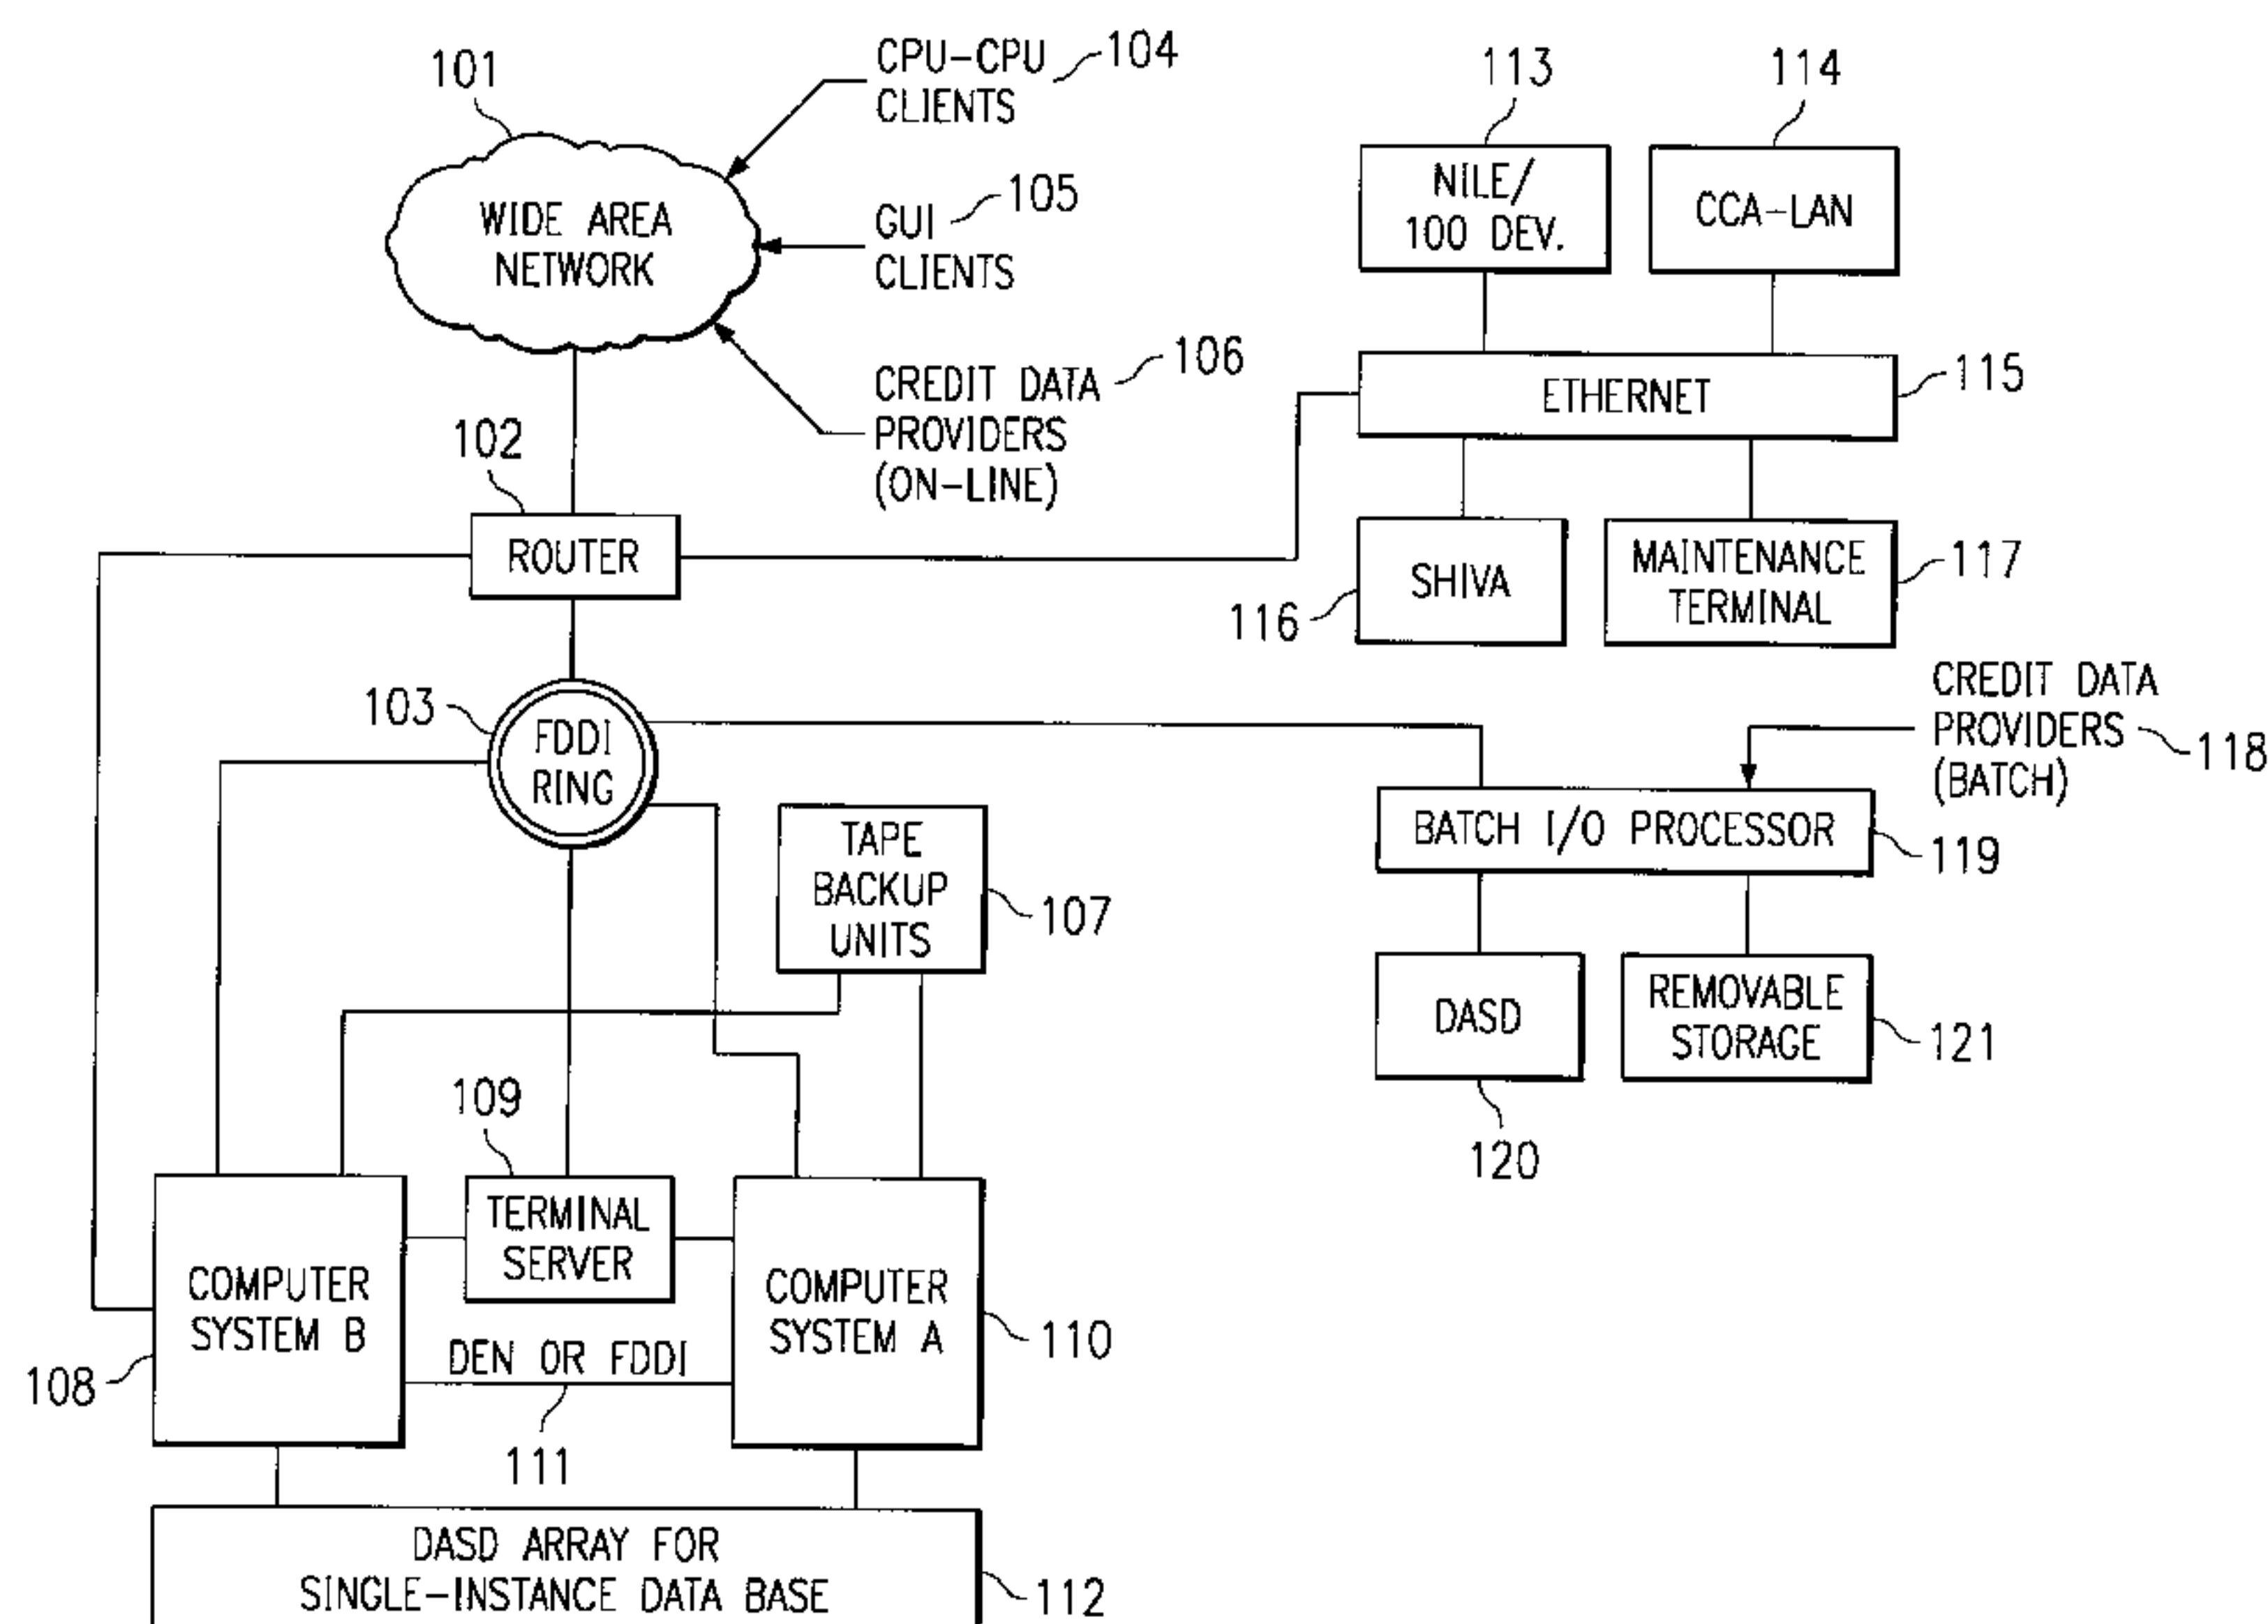 101
CPU-CPU
CLIENTS
104
WIDE AREA
NETWORK
GUI
CLIENTS
105
CREDIT DATA
PROVIDERS
(ON-LINE)
106
102
ROUTER
103
FDDI
RING
TAPE
BACKUP
UNITS
107
109
TERMINAL
SERVER
COMPUTER
SYSTEM B
108
COMPUTER
SYSTEM A
110
DEN OR FDDI
111
DASD ARRAY FOR
SINGLE-INSTANCE DATA BASE
112
113
NILE/
100 DEV.
114
CCA-LAN
ETHERNET
115
SHIVA
116
MAINTENANCE
TERMINAL
117
CREDIT DATA
PROVIDERS
(BATCH)
118
BATCH I/O PROCESSOR
119
DASD
120
REMOVABLE
STORAGE
121